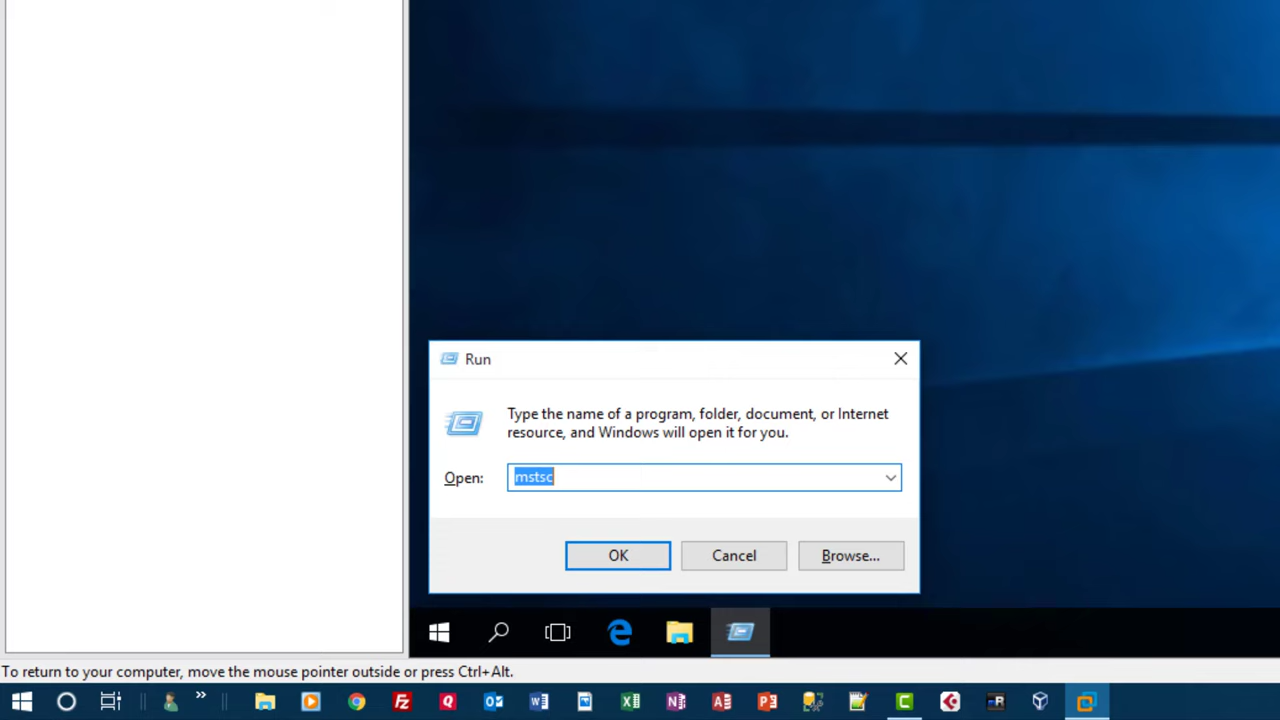 Run
Type the name of a program, folder, document, or Internet
resource, and Windows will open it for you.
Open: mstsc
OK Cancel Browse...
To return to your computer, move the mouse pointer outside or press Ctrl+Alt.